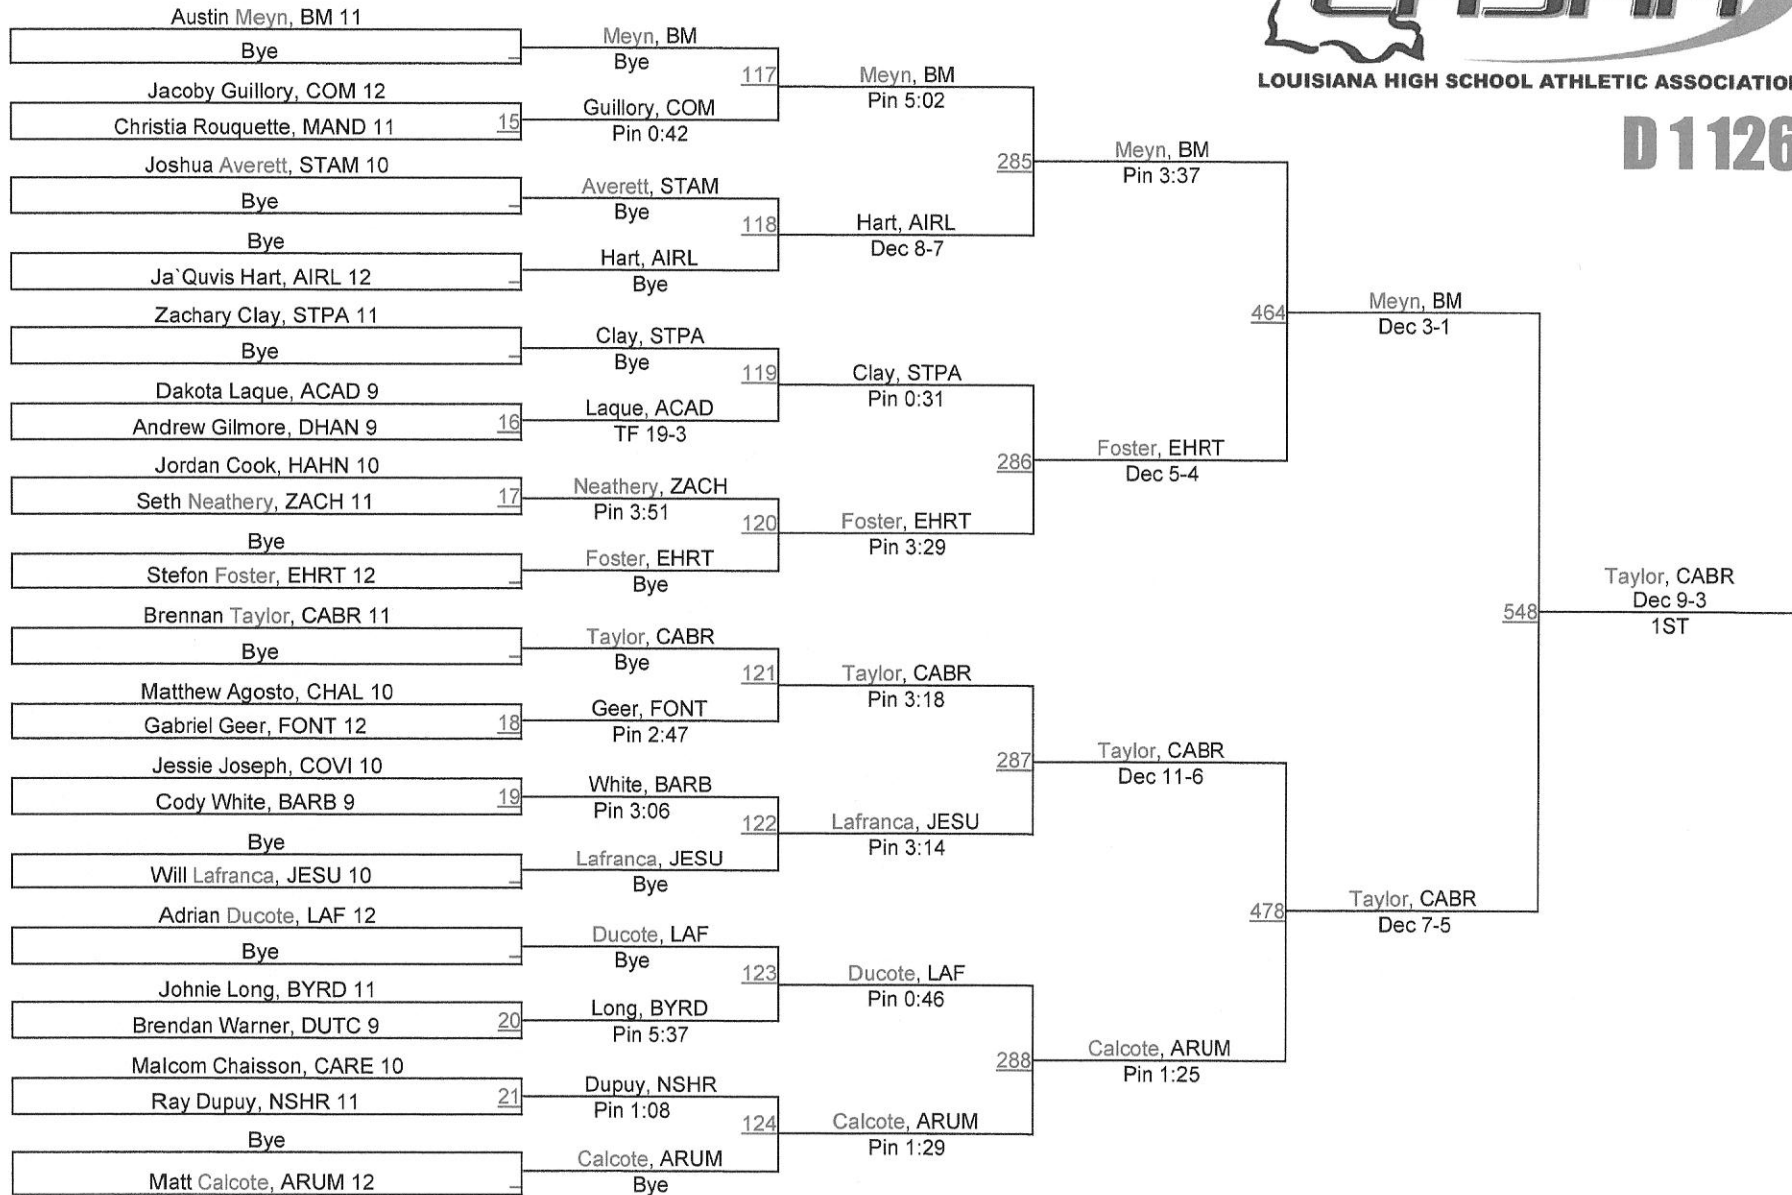 LOUISIANA HIGH SCHOOL ATHLETIC ASSOCIATION
D 1 126
Austin Meyn, BM 11
Bye
Jacoby Guillory, COM 12
Christia Rouquette, MAND 11
15
Joshua Averett, STAM 10
Bye
Bye
Ja`Quvis Hart, AIRL 12
Zachary Clay, STPA 11
Bye
Dakota Laque, ACAD 9
Andrew Gilmore, DHAN 9
16
Jordan Cook, HAHN 10
Seth Neathery, ZACH 11
17
Bye
Stefon Foster, EHRT 12
Brennan Taylor, CABR 11
Bye
Matthew Agosto, CHAL 10
Gabriel Geer, FONT 12
18
Jessie Joseph, COVI 10
Cody White, BARB 9
19
Bye
Will Lafranca, JESU 10
Adrian Ducote, LAF 12
Bye
Johnie Long, BYRD 11
Brendan Warner, DUTC 9
20
Malcom Chaisson, CARE 10
Ray Dupuy, NSHR 11
21
Bye
Matt Calcote, ARUM 12
Meyn, BM
Bye
117
Guillory, COM
Pin 0:42
Averett, STAM
Bye
118
Hart, AIRL
Bye
Clay, STPA
Bye
119
Laque, ACAD
TF 19-3
Neathery, ZACH
Pin 3:51
120
Foster, EHRT
Bye
Taylor, CABR
Bye
121
Geer, FONT
Pin 2:47
White, BARB
Pin 3:06
122
Lafranca, JESU
Bye
Ducote, LAF
Bye
123
Long, BYRD
Pin 5:37
Dupuy, NSHR
Pin 1:08
124
Calcote, ARUM
Bye
Meyn, BM
Pin 5:02
285
Hart, AIRL
Dec 8-7
Clay, STPA
Pin 0:31
286
Foster, EHRT
Pin 3:29
Taylor, CABR
Pin 3:18
287
Lafranca, JESU
Pin 3:14
Ducote, LAF
Pin 0:46
288
Calcote, ARUM
Pin 1:29
Meyn, BM
Pin 3:37
464
Foster, EHRT
Dec 5-4
Taylor, CABR
Dec 11-6
478
Calcote, ARUM
Pin 1:25
Meyn, BM
Dec 3-1
548
Taylor, CABR
Dec 7-5
Taylor, CABR
Dec 9-3
1ST